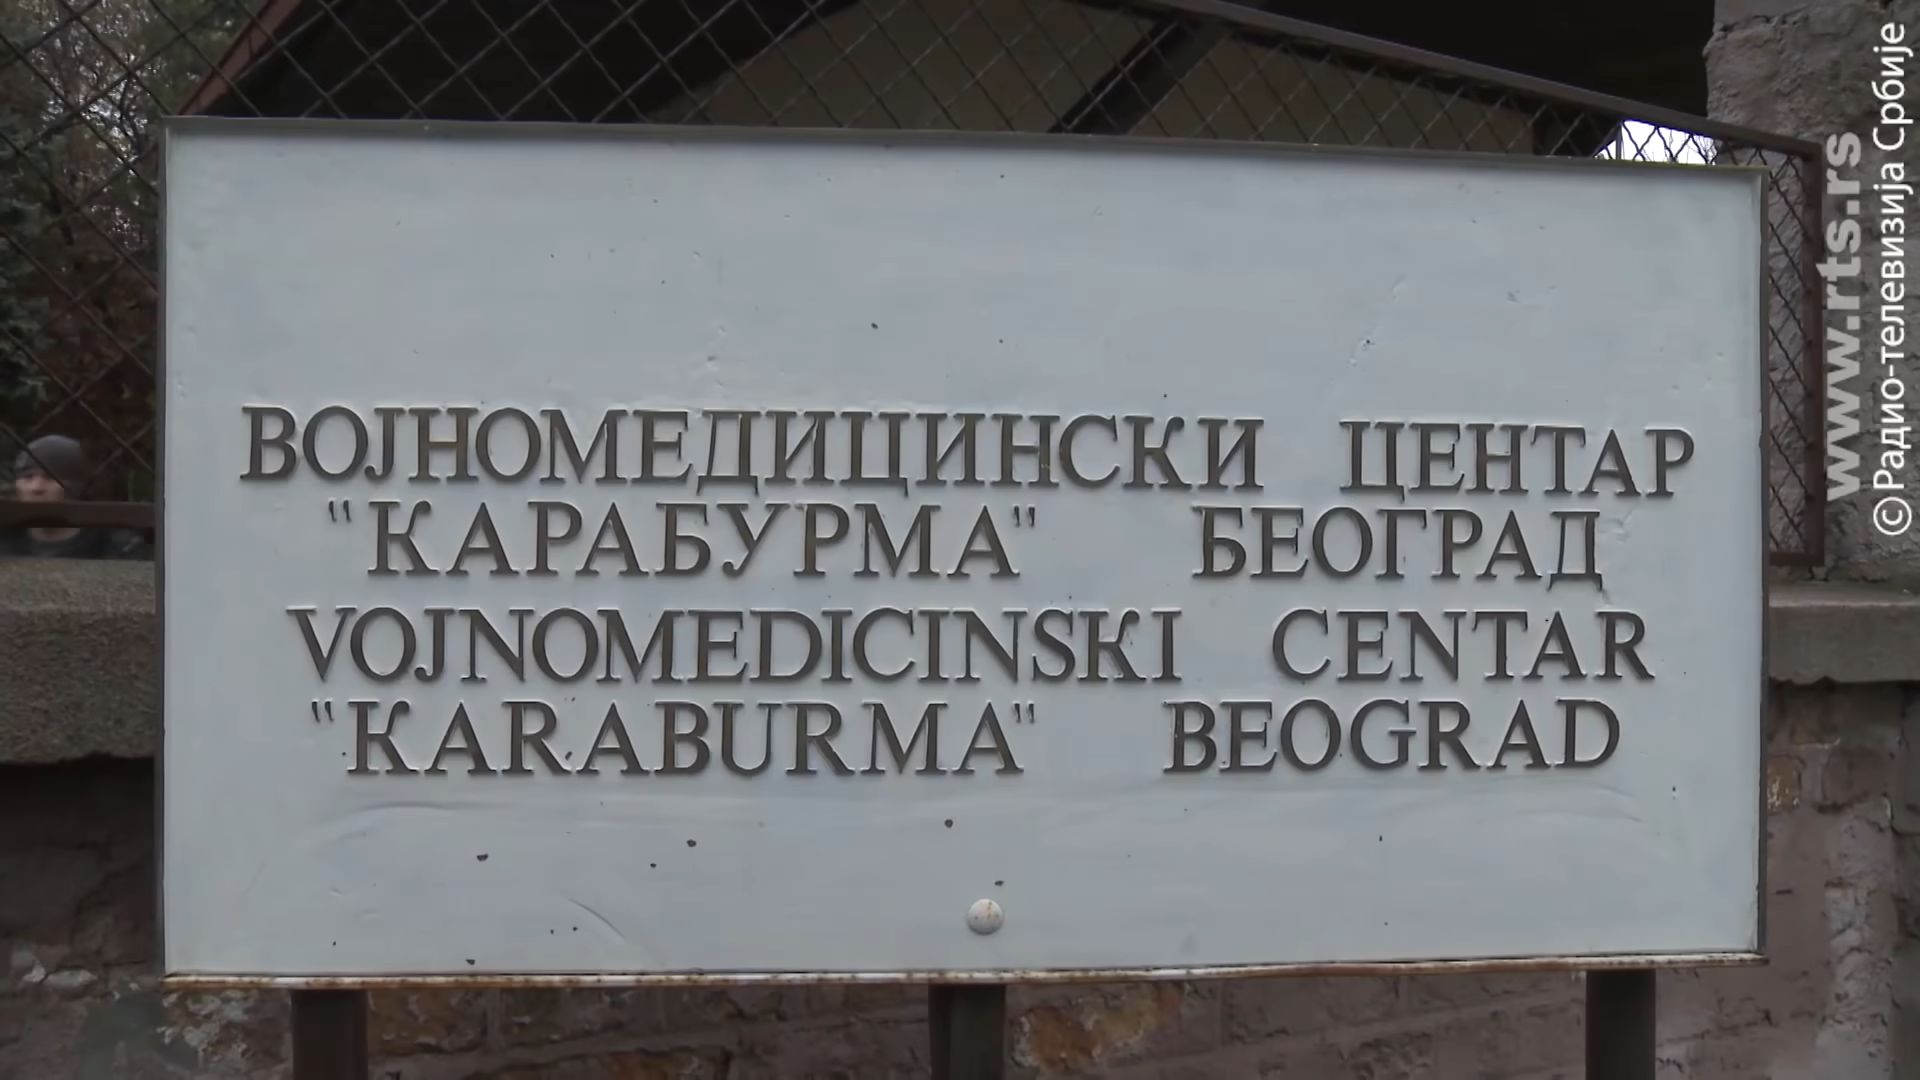 ВОЈНОМЕДИЦИНСКИ ЦЕНТАР
"КАРАБУРМА" БЕОГРАД
VOJNOMEDICINSKI CENTAR
"KARABURMA" BEOGRAD
www.rts.rs
©Радио-телевизија Србије